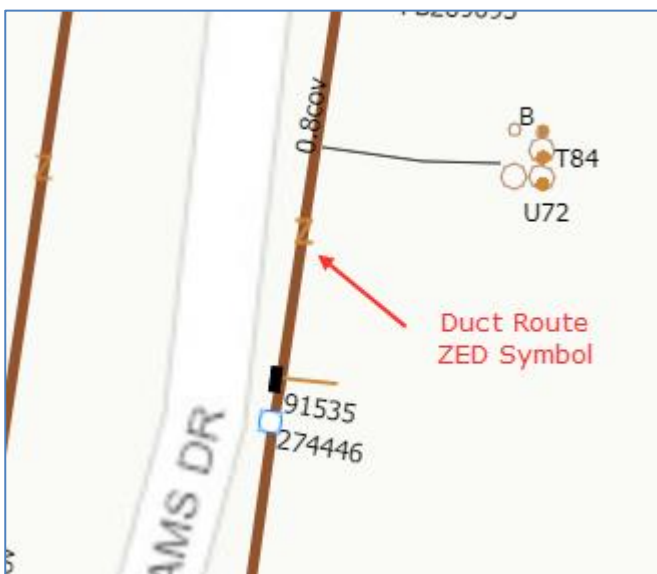 0.8cov
Z
B
T84
U72
Z
Duct Route
ZED Symbol
91535
274446
AMS DR